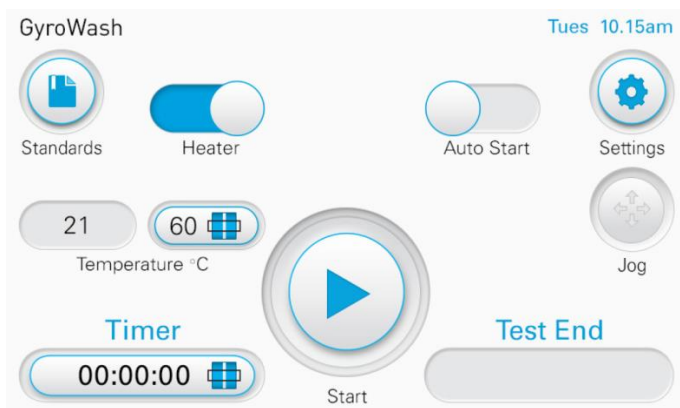 GyroWash
Tues 10.15am
Standards
Heater
Auto Start
Settings
21
60
Temperature °C
Jog
Timer
Test End
00:00:00
Start